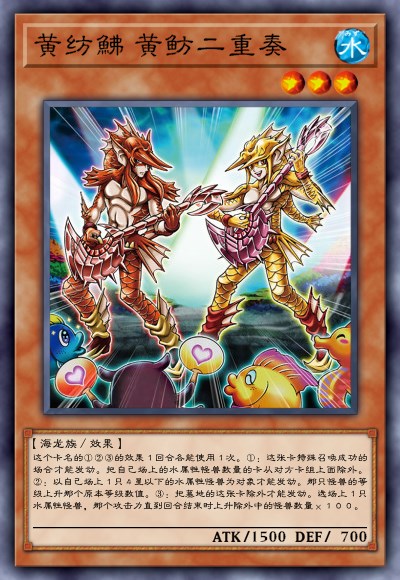 黄纺鮄 黄鲂二重奏
水
【海龙族／效果】
这个卡名的①②③的效果１回合各能使用１次。①：这张卡特殊召唤成功的
场合才能发动。把自己场上的水属性怪兽数量的卡从对方卡组上面除外。
②：以自己场上１只４星以下的水属性怪兽为对象才能发动。那只怪兽的等
级上升那个原本等级数值。③：把墓地的这张卡除外才能发动。选场上１只
水属性怪兽，那个攻击力直到回合结束时上升除外中的怪兽数量×１００。
ATK/1500 DEF/ 700